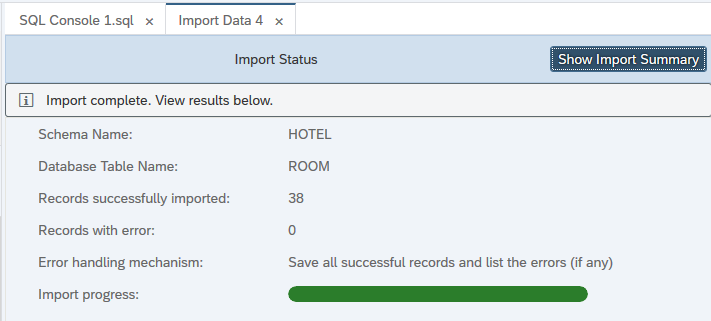 SQL Console 1.sql × Import Data 4 ×
Import Status Show Import Summary
Import complete. View results below.
Schema Name: HOTEL
Database Table Name: ROOM
Records successfully imported: 38
Records with error: 0
Error handling mechanism: Save all successful records and list the errors (if any)
Import progress: